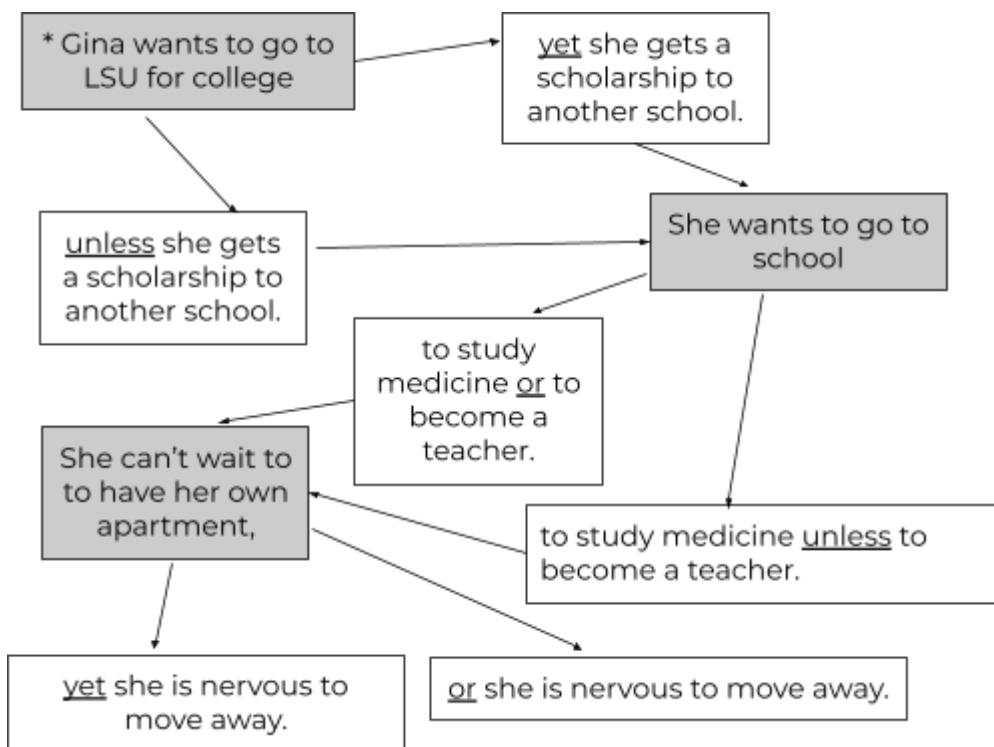 * Gina wants to go to
LSU for college
yet she gets a
scholarship to
another school.
unless she gets
a scholarship to
another school.
She wants to go to
school
to study
medicine or to
become a
teacher.
She can't wait to
to have her own
apartment,
to study medicine unless to
become a teacher.
yet she is nervous to
move away.
or she is nervous to move away.